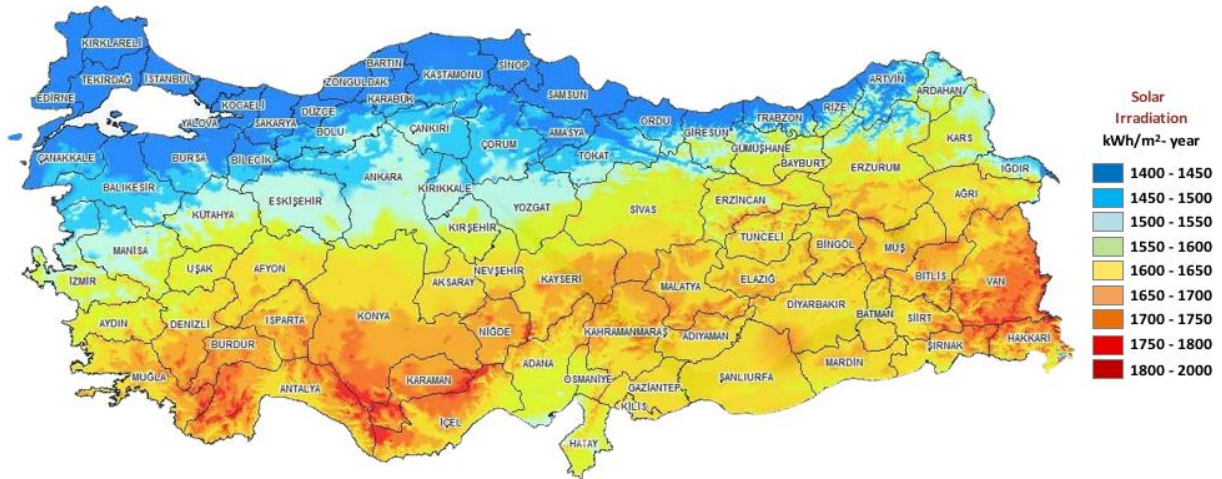 KIRKLARELİ
TEKİRDAĞ
İSTANBUL
EDİRNE
KOCAELİ
YALOVA
SAKARYA
DÜZCE
ZONGULDAK
BARTIN
KARABÜK
KASTAMONU
SİNOP
SAMSUN
BOLU
ÇANKIRI
ÇORUM
AMASYA
ORDU
TOKAT
GİRESUN
TRABZON
RİZE
ARTVİN
ARDAHAN
GÜMÜŞHANE
BAYBURT
ERZURUM
KARS
IĞDIR
AĞRI
ÇANAKKALE
BURSA
BİLECİK
BALIKESİR
KÜTAHYA
ESKİŞEHİR
ANKARA
KIRIKKALE
YOZGAT
SİVAS
ERZİNCAN
KIRŞEHİR
TUNCELİ
BİNGÖL
MUŞ
MANİSA
UŞAK
AFYON
İZMİR
AKSARAY
NEVŞEHİR
KAYSERİ
MALATYA
ELAZIĞ
BİTLİS
VAN
DİYARBAKIR
BATMAN
SİİRT
AYDIN
DENİZLİ
ISPARTA
KONYA
NİĞDE
KAHRAMANMARAŞ
ADIYAMAN
ŞIRNAK
HAKKARİ
BURDUR
MUĞLA
ANTALYA
KARAMAN
ADANA
OSMANİYE
GAZİANTEP
ŞANLIURFA
MARDİN
İÇEL
KİLİS
HATAY
Solar
Irradiation
kWh/m²- year
1400 - 1450
1450 - 1500
1500 - 1550
1550 - 1600
1600 - 1650
1650 - 1700
1700 - 1750
1750 - 1800
1800 - 2000